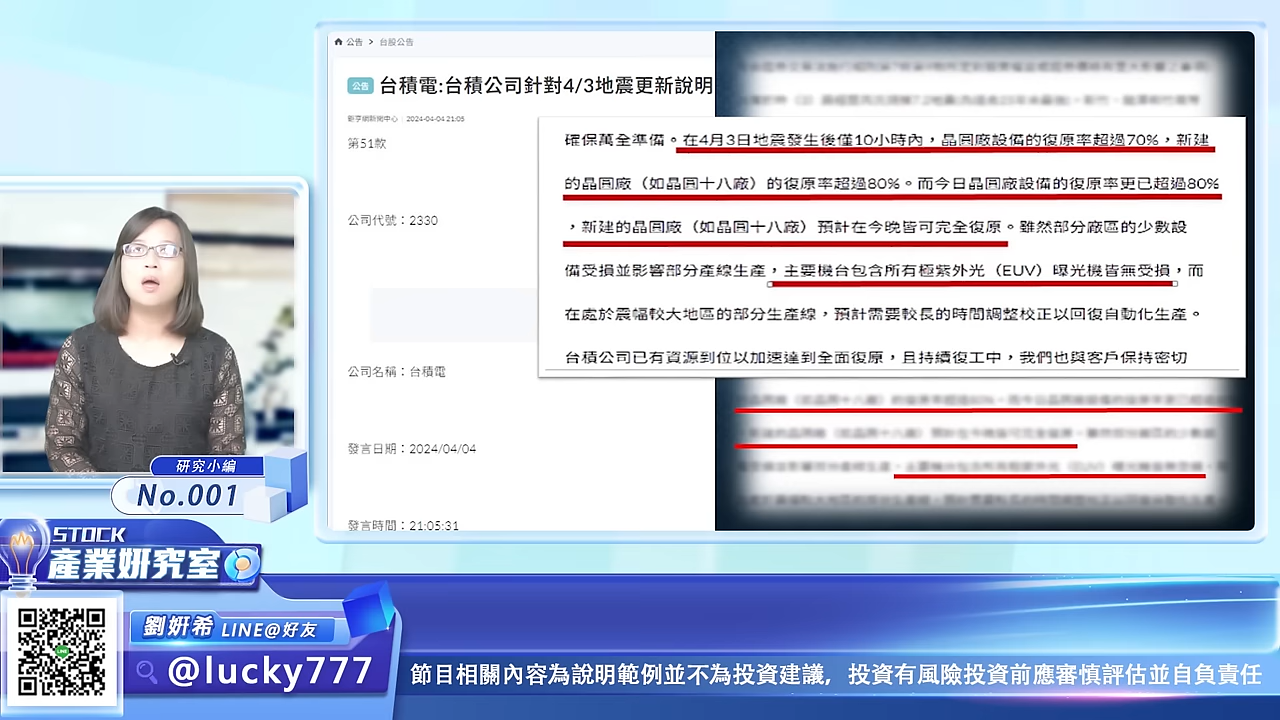 公告 > 台股公告
公告 台積電:台積公司針對4/3地震更新說明
鉅亨網新聞中心 | 2024-04-04 21:05
第51款
公司代號：2330
公司名稱：台積電
發言日期：2024/04/04
發言時間：21:05:31
確保萬全準備。在4月3日地震發生後僅10小時內，晶圓廠設備的復原率超過70%，新建
的晶圓廠（如晶圓十八廠）的復原率超過80%。而今日晶圓廠設備的復原率更已超過80%
，新建的晶圓廠（如晶圓十八廠）預計在今晚皆可完全復原。雖然部分廠區的少數設
備受損並影響部分產線生產，主要機台包含所有極紫外光（EUV）曝光機皆無受損，而
在處於震幅較大地區的部分生產線，預計需要較長的時間調整校正以回復自動化生產。
台積公司已有資源到位以加速達到全面復原，且持續復工中，我們也與客戶保持密切
研究小編
No.001
STOCK
產業妍究室
LINE
劉妍希 LINE@好友
@lucky777
節目相關內容為說明範例並不為投資建議，投資有風險投資前應審慎評估並自負責任